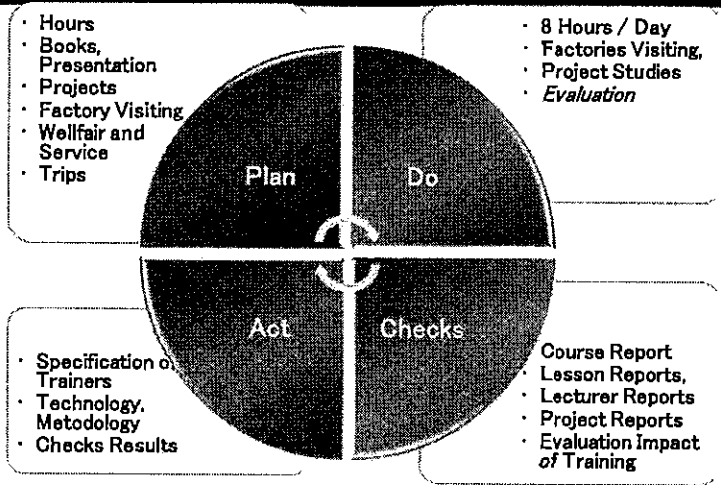 · Hours
· Books,
Presentation
· Projects
· Factory Visiting
· Wellfair and
Service
· Trips
Plan
· 8 Hours / Day
· Factories Visiting,
· Project Studies
· Evaluation
Do
Act
· Specification of
Trainers
· Technology,
Metodology
· Checks Results
Checks
Course Report
· Lesson Reports,
· Lecturer Reports
· Project Reports
· Evaluation Impact
of Training